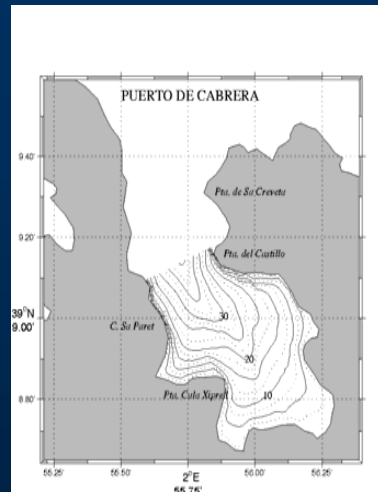 PUERTO DE CABRERA
9.40'
Pta. de Sa Creveta
9.20'
Pta. del Castillo
39°N
9.00'
C. Sa Paret
30
20
Pta. Cala Xiprell
10
8.80'
55.25' 55.50' 2°E 56.00' 56.25'
55.75'